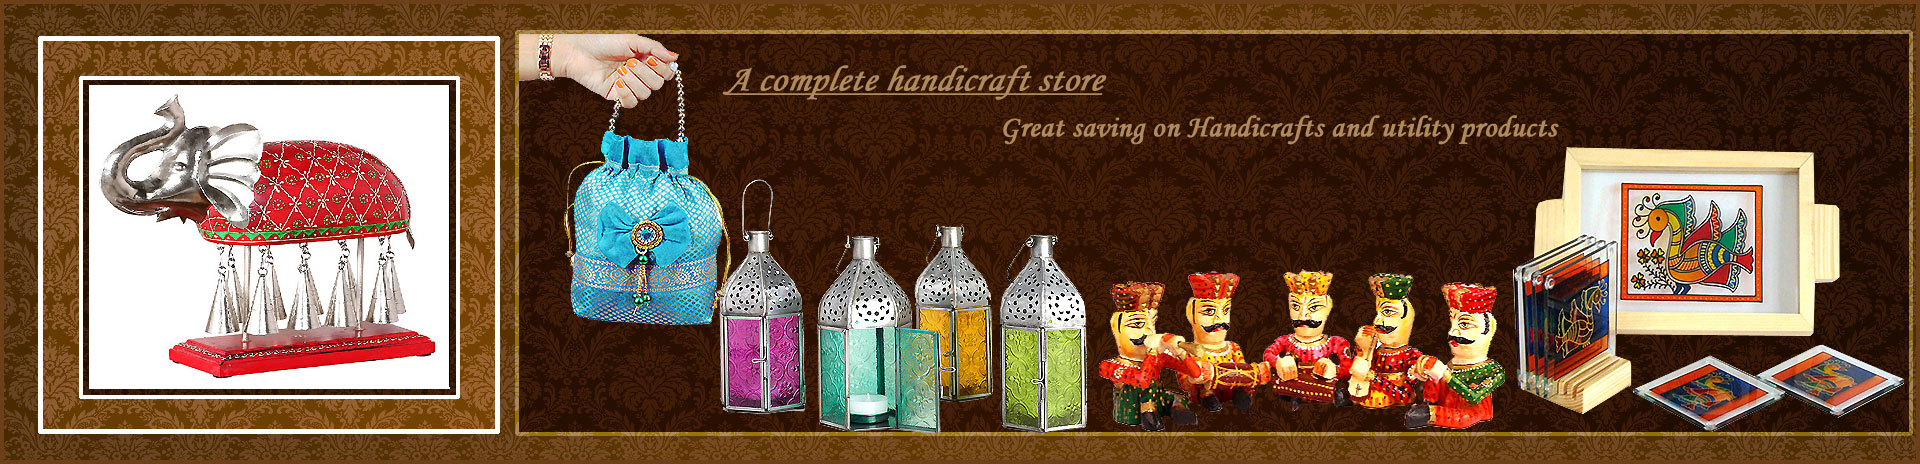 A complete handicraft store
Great saving on Handicrafts and utility products